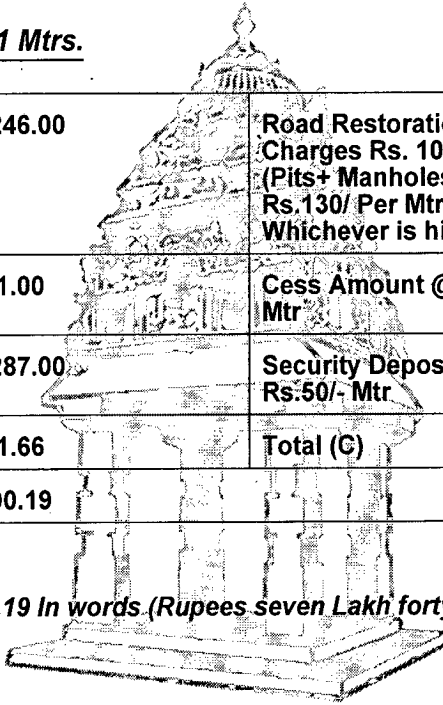 1 Mtrs.
246.00
Road Restoratio
Charges Rs. 10
(Pits+ Manholes
Rs.130/ Per Mtr
Whichever is hi
1.00
Cess Amount @
Mtr
287.00
Security Depos
Rs.50/- Mtr
1.66
Total (C)
00.19
.19 In words (Rupees seven Lakh forty